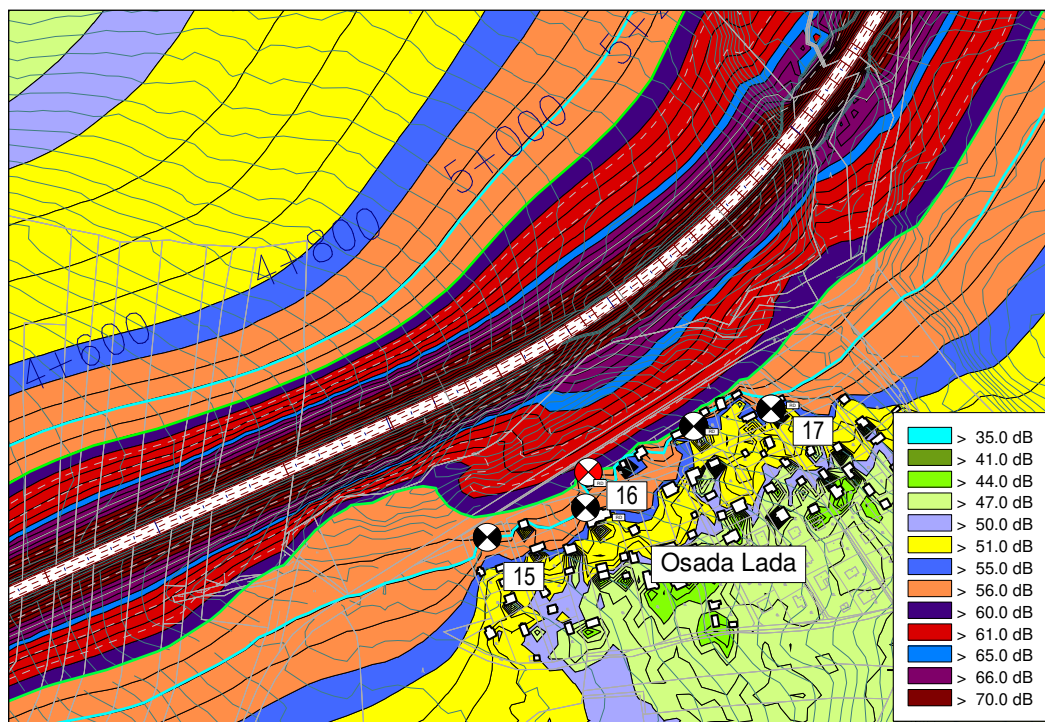 5+000
4+800
4+600
17
16
15
Osada Lada
> 35.0 dB
> 41.0 dB
> 44.0 dB
> 47.0 dB
> 50.0 dB
> 51.0 dB
> 55.0 dB
> 56.0 dB
> 60.0 dB
> 61.0 dB
> 65.0 dB
> 66.0 dB
> 70.0 dB